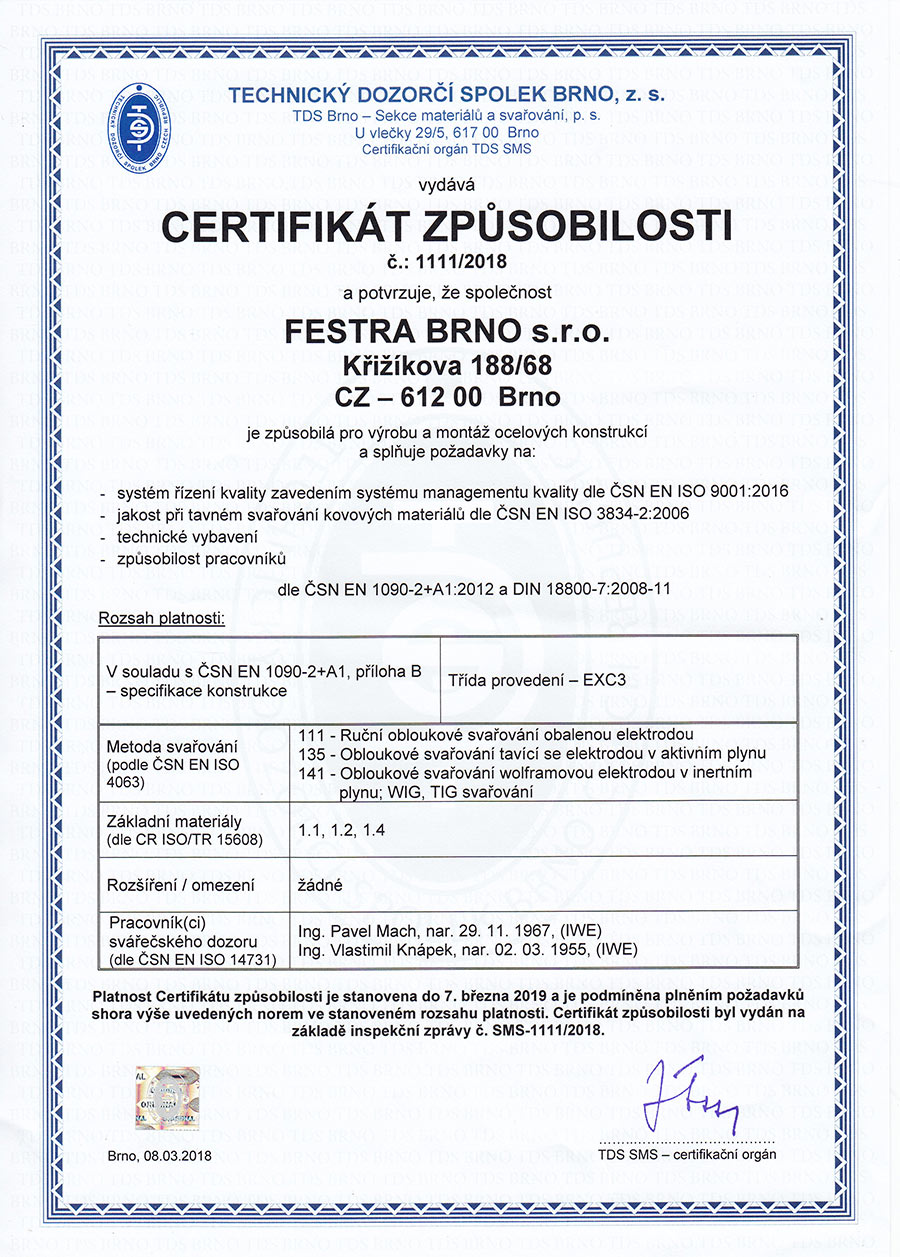 TECHNICKÝ DOZORČÍ SPOLEK BRNO, z. s.
TDS Brno – Sekce materiálů a svařování, p. s.
U vlečky 29/5, 617 00 Brno
Certifikační orgán TDS SMS
TECHNICKÝ DOZORČÍ SPOLEK BRNO CZECH REPUBLIC
vydává
CERTIFIKÁT ZPŮSOBILOSTI
č.: 1111/2018
a potvrzuje, že společnost
FESTRA BRNO s.r.o.
Křižíkova 188/68
CZ – 612 00 Brno
je způsobilá pro výrobu a montáž ocelových konstrukcí
a splňuje požadavky na:
- systém řízení kvality zavedením systému managementu kvality dle ČSN EN ISO 9001:2016
- jakost při tavném svařování kovových materiálů dle ČSN EN ISO 3834-2:2006
- technické vybavení
- způsobilost pracovníků
dle ČSN EN 1090-2+A1:2012 a DIN 18800-7:2008-11
Rozsah platnosti:
V souladu s ČSN EN 1090-2+A1, příloha B
– specifikace konstrukce
Třída provedení – EXC3
Metoda svařování
(podle ČSN EN ISO
4063)
111 - Ruční obloukové svařování obalenou elektrodou
135 - Obloukové svařování tavící se elektrodou v aktivním plynu
141 - Obloukové svařování wolframovou elektrodou v inertním
plynu; WIG, TIG svařování
Základní materiály
(dle CR ISO/TR 15608)
1.1, 1.2, 1.4
Rozšíření / omezení
žádné
Pracovník(ci)
svářečského dozoru
(dle ČSN EN ISO 14731)
Ing. Pavel Mach, nar. 29. 11. 1967, (IWE)
Ing. Vlastimil Knápek, nar. 02. 03. 1955, (IWE)
Platnost Certifikátu způsobilosti je stanovena do 7. března 2019 a je podmíněna plněním požadavků
shora výše uvedených norem ve stanoveném rozsahu platnosti. Certifikát způsobilosti byl vydán na
základě inspekční zprávy č. SMS-1111/2018.
Brno, 08.03.2018
TDS SMS – certifikační orgán